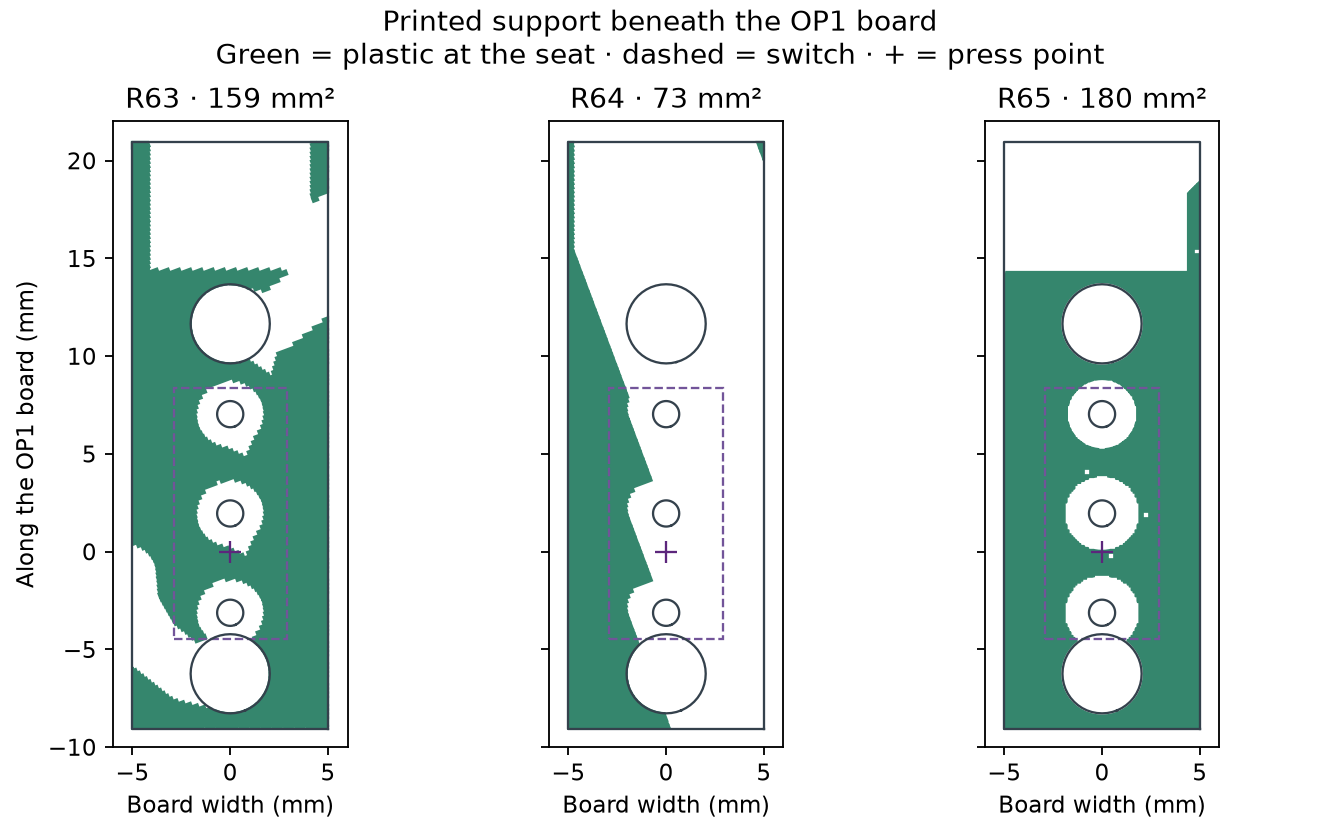 Printed support beneath the OP1 board
Green = plastic at the seat · dashed = switch · + = press point
R63 · 159 mm²
R64 · 73 mm²
R65 · 180 mm²
Along the OP1 board (mm)
20
15
10
5
0
−5
−10
−5 0 5
−5 0 5
−5 0 5
Board width (mm)
Board width (mm)
Board width (mm)